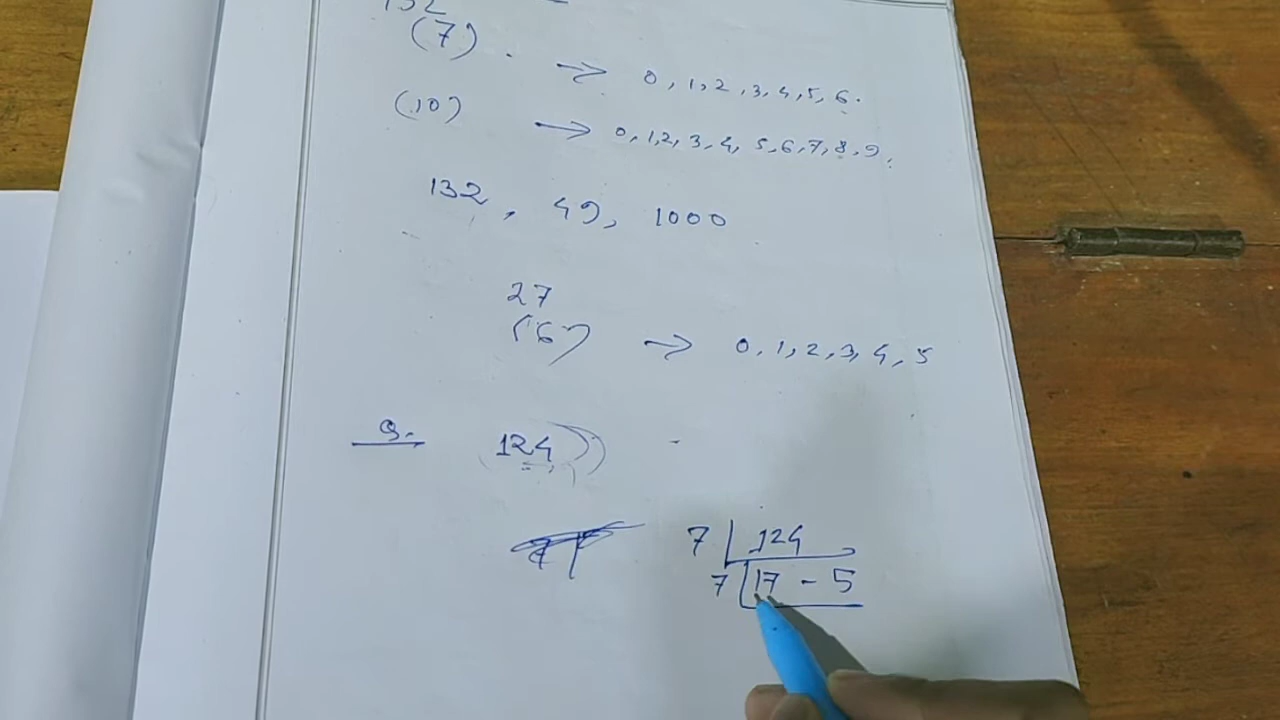 132
(7) . → 0, 1, 2, 3, 4, 5, 6.
(10) → 0, 1, 2, 3, 4, 5, 6, 7, 8, 9.
132, 49, 1000
27
(6) → 0, 1, 2, 3, 4, 5
Q. (124))
7 | 124
7 | 17 - 5